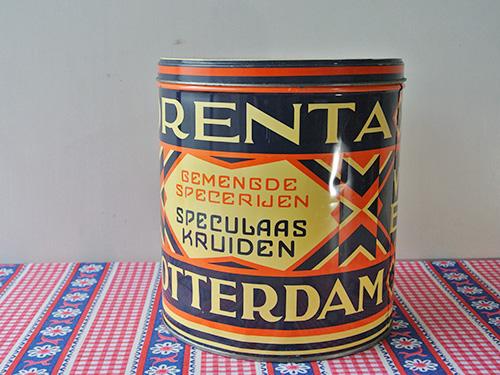 RENTA
GEMENGDE
SPECERIJEN
SPECULAAS
KRUIDEN
OTTERDAM